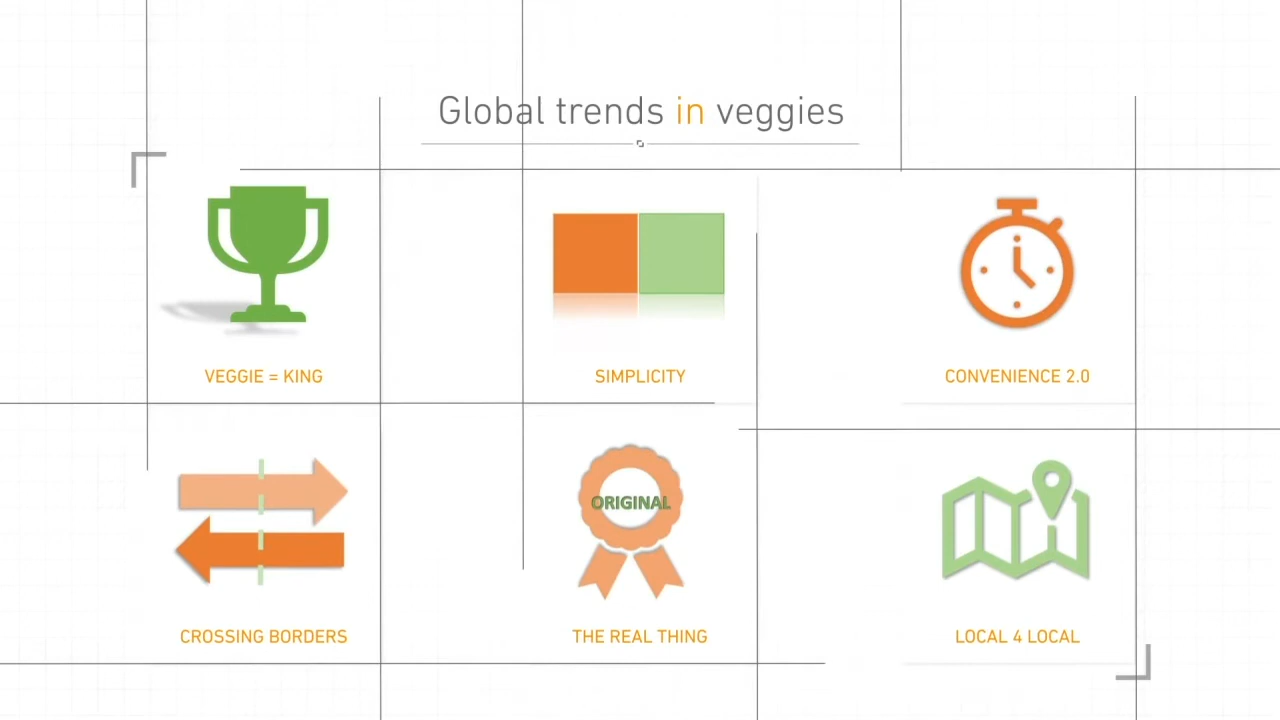 Global trends in veggies
VEGGIE = KING
SIMPLICITY
CONVENIENCE 2.0
ORIGINAL
CROSSING BORDERS
THE REAL THING
LOCAL 4 LOCAL